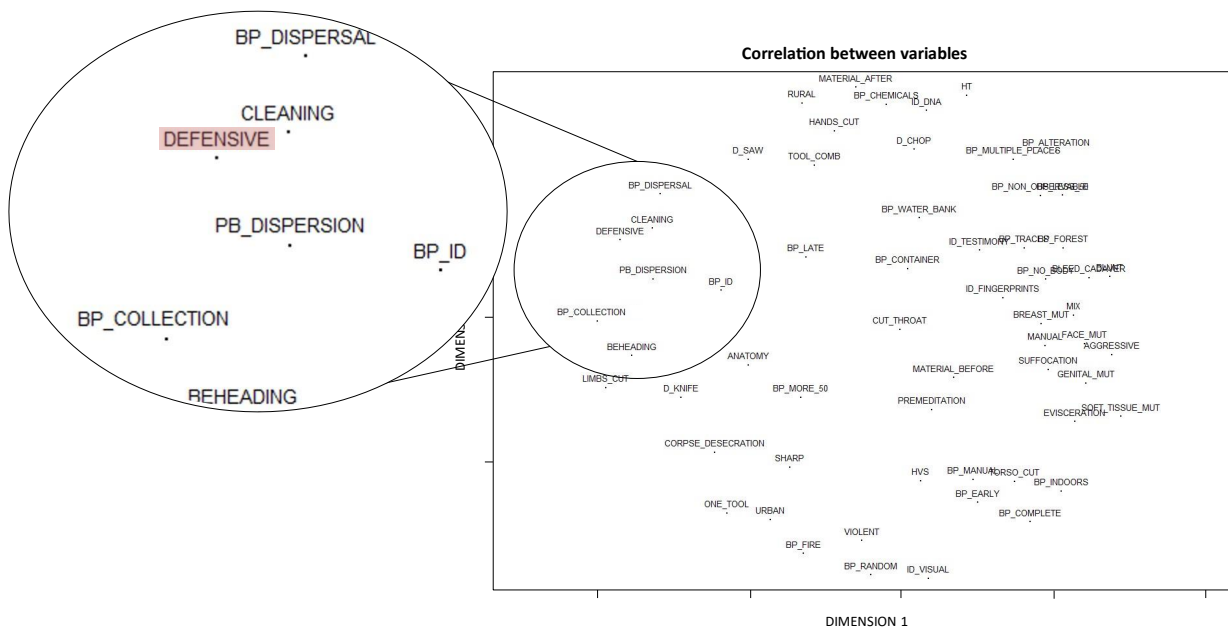 BP_DISPERSAL
CLEANING
DEFENSIVE
PB_DISPERSION
BP_ID
BP_COLLECTION
BEHEADING
Correlation between variables
MATERIAL_AFTER
RURAL
BP_CHEMICALS
HT
ID_DNA
HANDS_CUT
D_CHOP
BP_ALTERATION
D_SAW
TOOL_COMB
BP_MULTIPLE_PLACES
BP_DISPERSAL
BP_WATER_BANK
CLEANING
DEFENSIVE
BP_LATE
ID_TESTIMONY
BP_TRACES
BP_FOREST
BP_CONTAINER
PB_DISPERSION
BP_NO_BODY
BLEED_CADAVER
BP_ID
ID_FINGERPRINTS
BP_COLLECTION
MIX
CUT_THROAT
BREAST_MUT
DIMENS
MANUAL
FACE_MUT
BEHEADING
AGGRESSIVE
ANATOMY
SUFFOCATION
MATERIAL_BEFORE
GENITAL_MUT
LIMBS_CUT
D_KNIFE
BP_MORE_50
PREMEDITATION
SOFT_TISSUE_MUT
EVISCERATION
CORPSE_DESECRATION
SHARP
HVS
BP_MANUAL
TORSO_CUT
BP_INDOORS
BP_EARLY
ONE_TOOL
URBAN
BP_COMPLETE
VIOLENT
BP_FIRE
BP_RANDOM
ID_VISUAL
DIMENSION 1